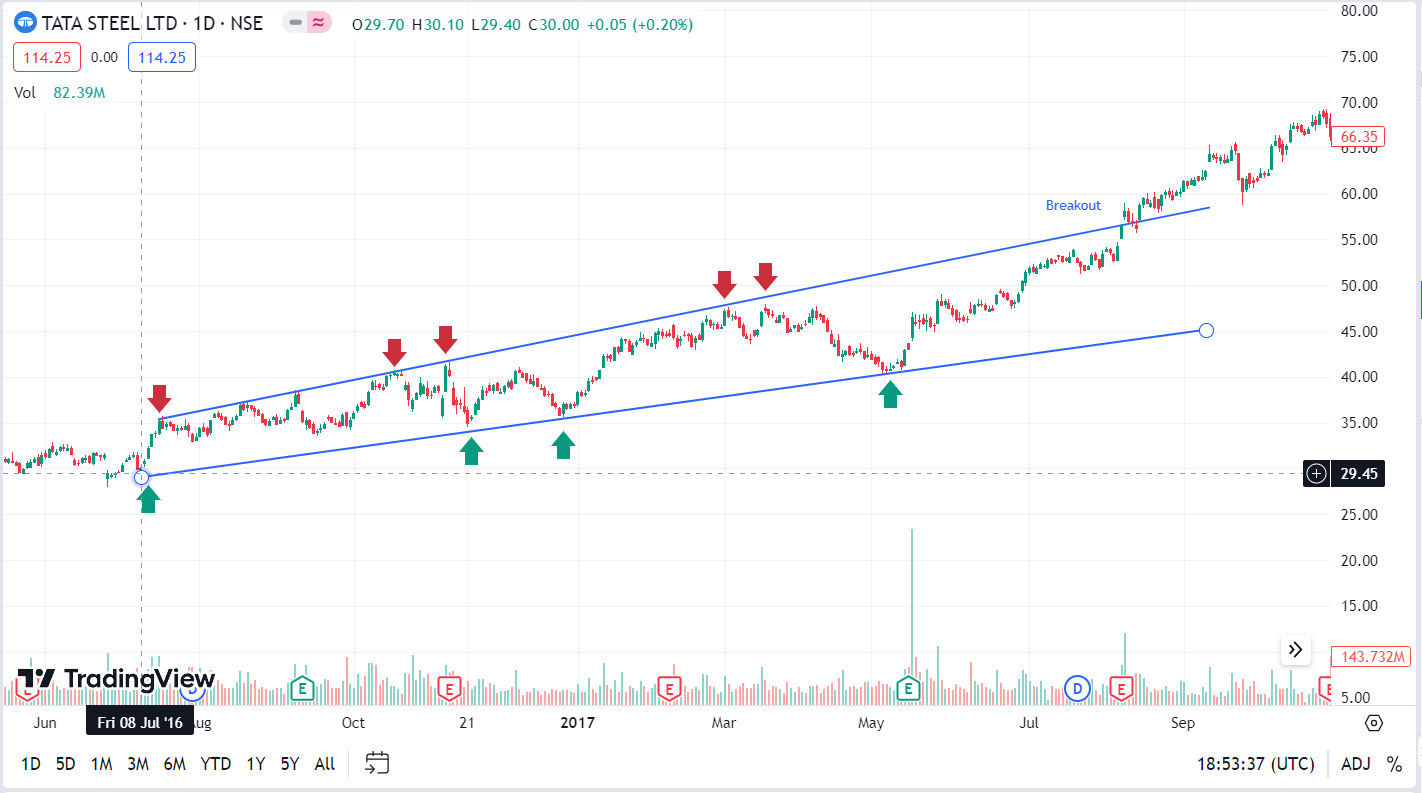 TATA STEEL LTD · 1D · NSE O29.70 H30.10 L29.40 C30.00 +0.05 (+0.20%)
114.25 0.00 114.25
Vol 82.39M
80.00
75.00
70.00
66.35
65.00
60.00
Breakout
55.00
50.00
45.00
40.00
35.00
29.45
25.00
20.00
15.00
143.732M
TradingView
E D E E E E D E E
5.00
Jun Fri 08 Jul '16 Aug Oct 21 2017 Mar May Jul Sep
1D 5D 1M 3M 6M YTD 1Y 5Y All 18:53:37 (UTC) ADJ %